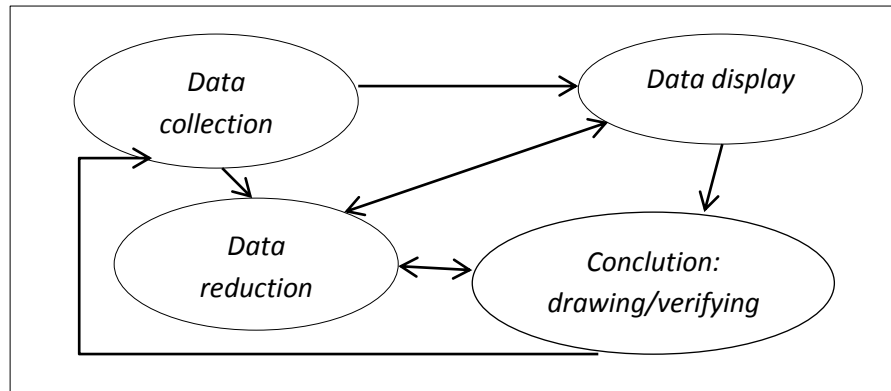 Data
collection
Data display
Data
reduction
Conclution:
drawing/verifying